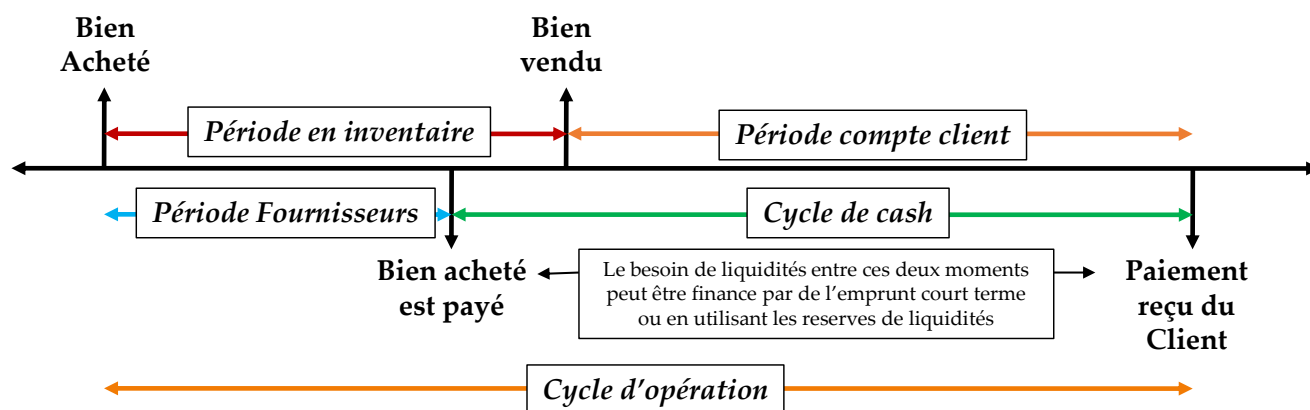 Bien
Acheté
Bien
vendu
Période en inventaire
Période compte client
Période Fournisseurs
Cycle de cash
Bien acheté
est payé
Le besoin de liquidités entre ces deux moments
peut être finance par de l'emprunt court terme
ou en utilisant les reserves de liquidités
Paiement
reçu du
Client
Cycle d'opération